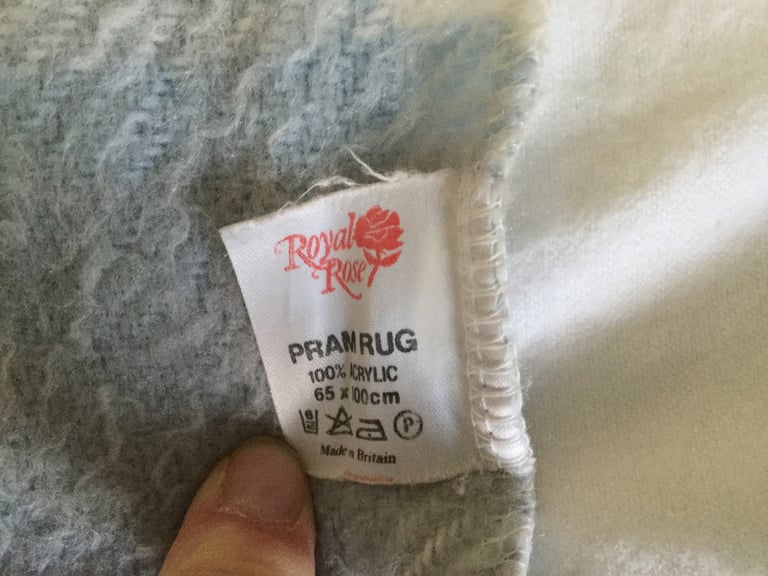 Royal
Rose
PRAM RUG
100% ACRYLIC
65 x 100cm
P
Made in Britain